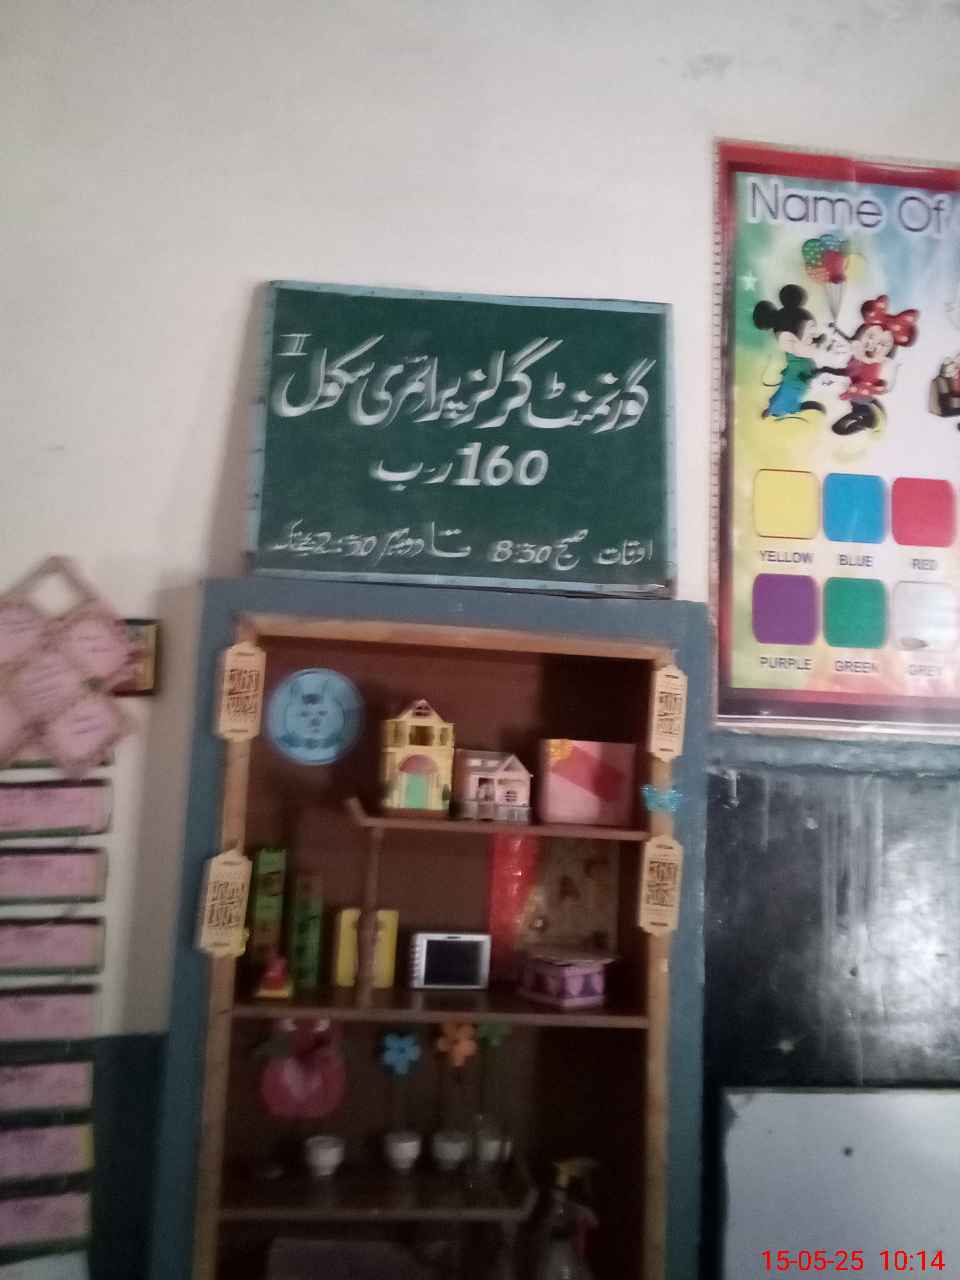 گورنمنٹ گرلز پرائمری سکول II
160 ر-ب
اوقات صبح 8:30 تا دوپہر 2:30 بجے تک
Name Of
YELLOW BLUE RED
PURPLE GREEN GREY
A
15-05-25 10:14